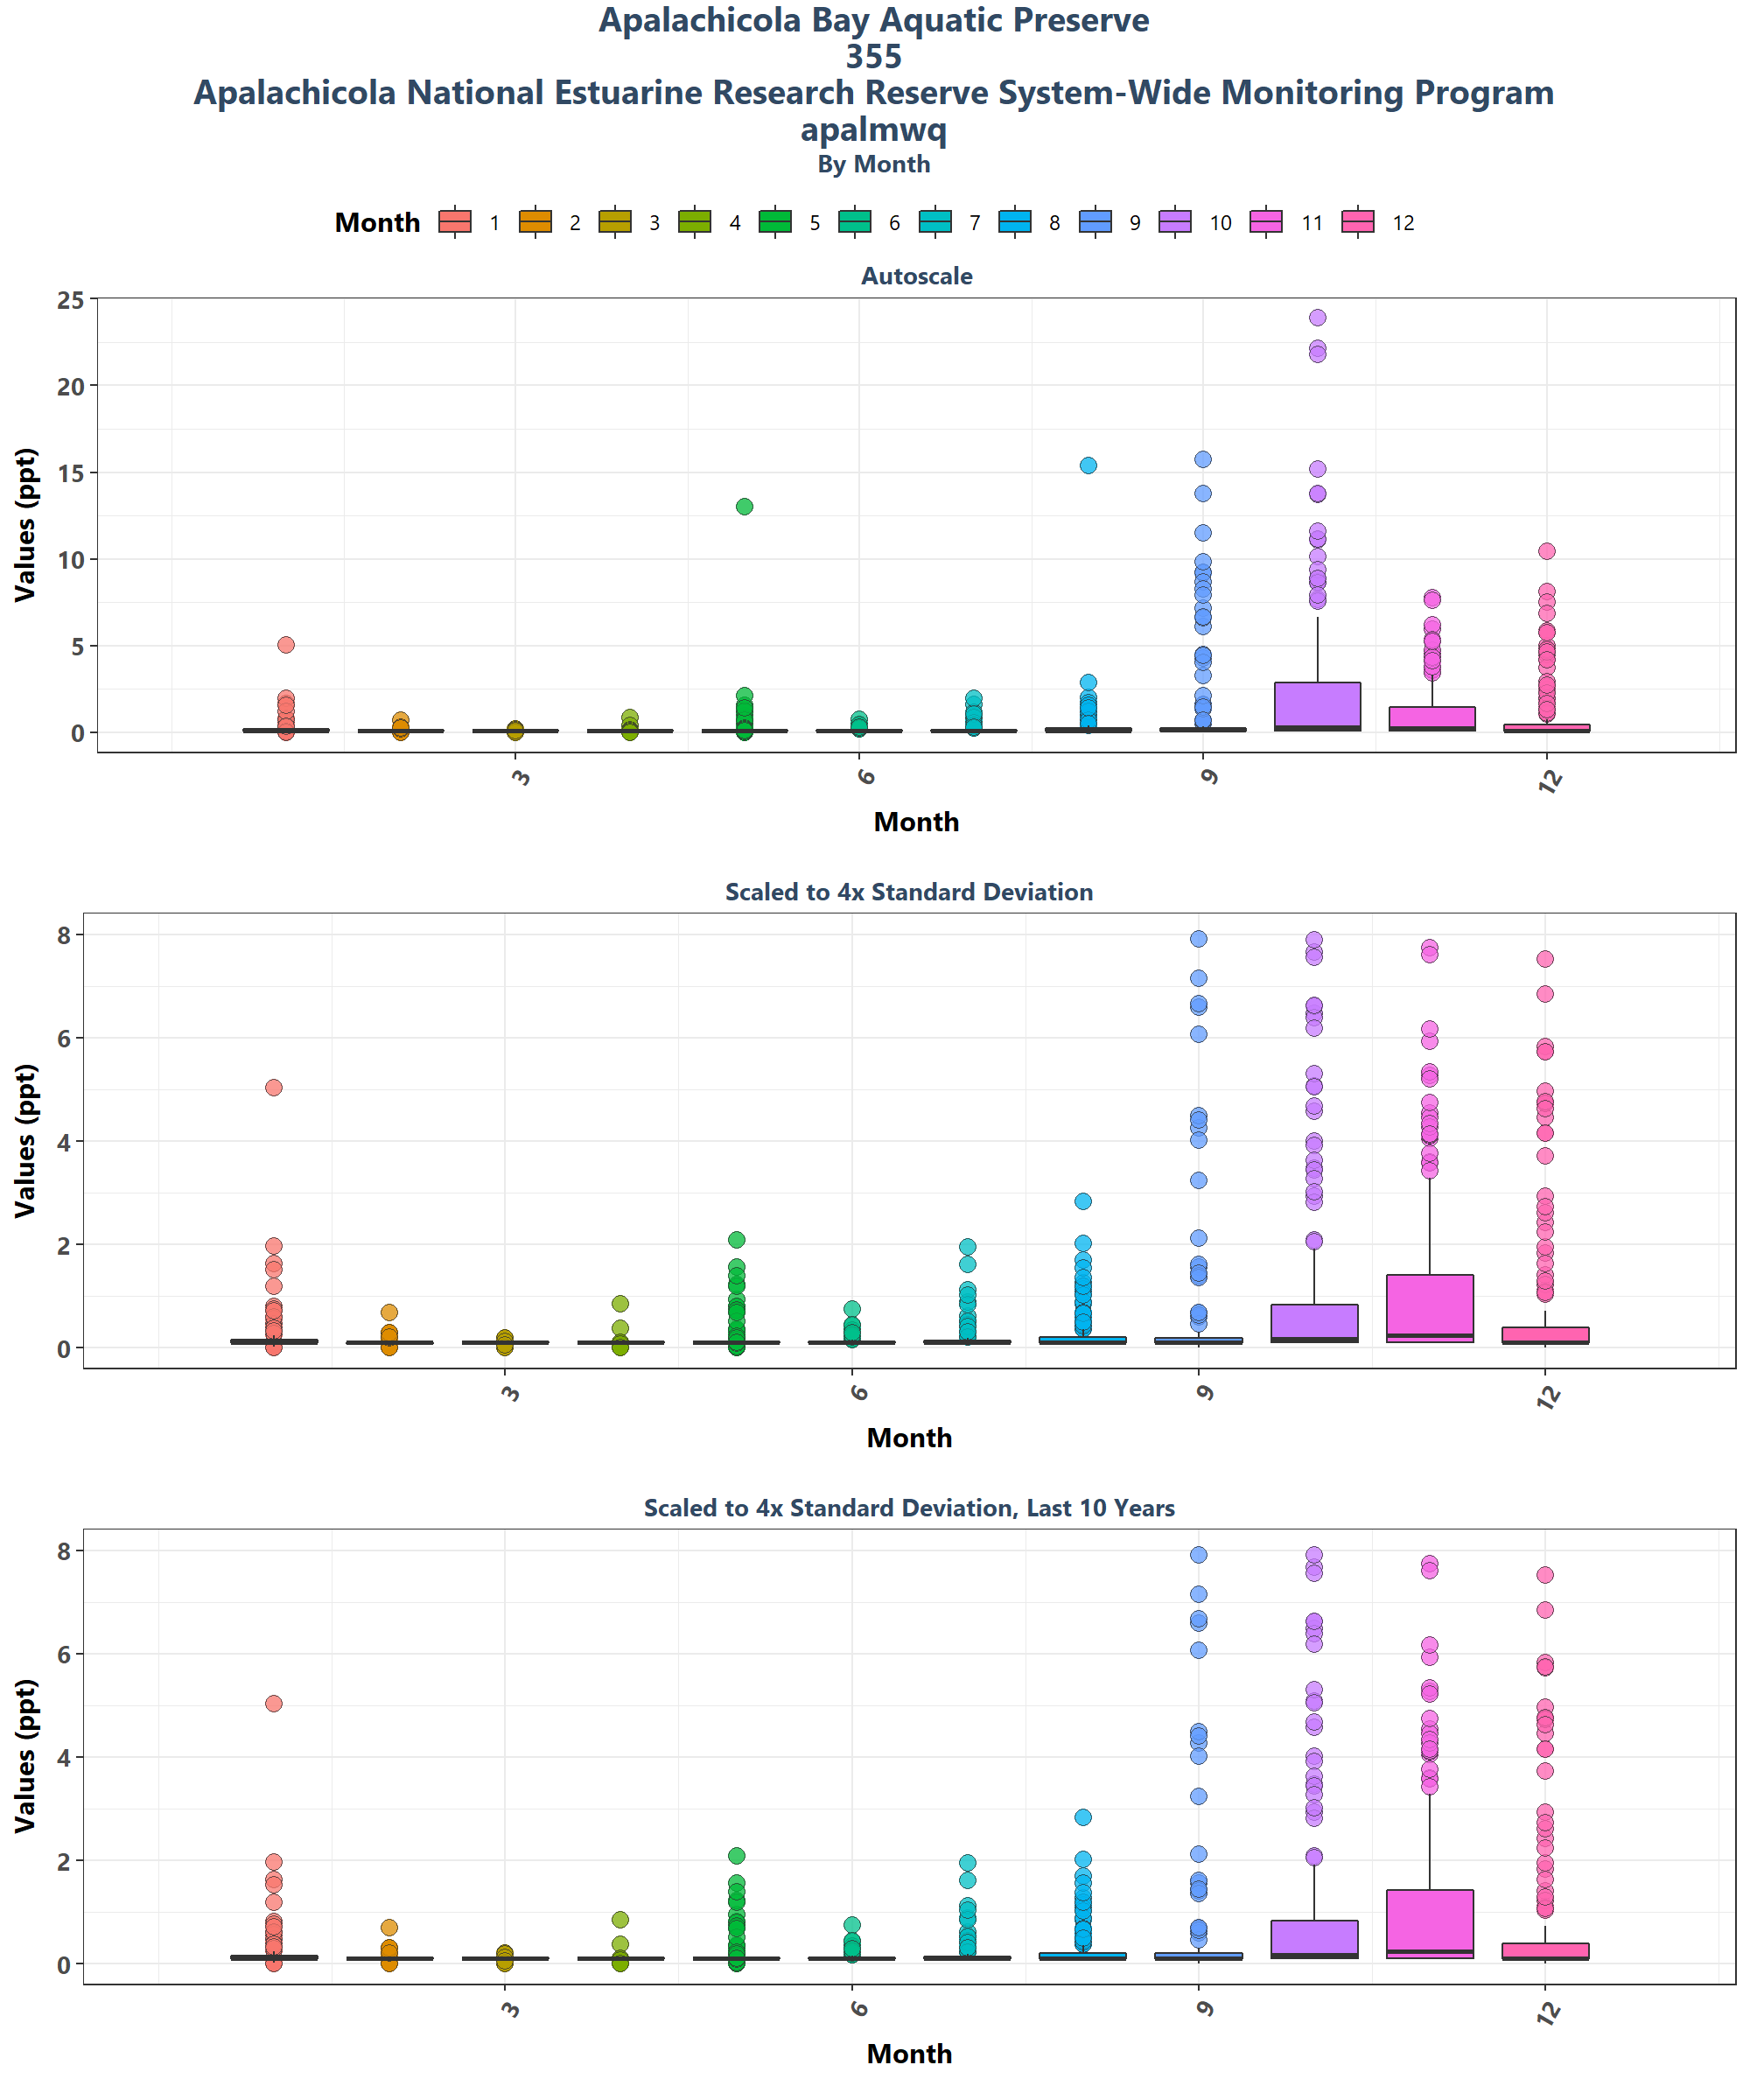 Apalachicola Bay Aquatic Preserve
355
Apalachicola National Estuarine Research Reserve System-Wide Monitoring Program
apalmwq
By Month
Month 1 2 3 4 5 6 7 8 9 10 11 12
Autoscale
25
20
15
10
5
0
Values (ppt)
3 6 9 12
Month
Scaled to 4x Standard Deviation
8
6
4
2
0
Values (ppt)
3 6 9 12
Month
Scaled to 4x Standard Deviation, Last 10 Years
8
6
4
2
0
Values (ppt)
3 6 9 12
Month